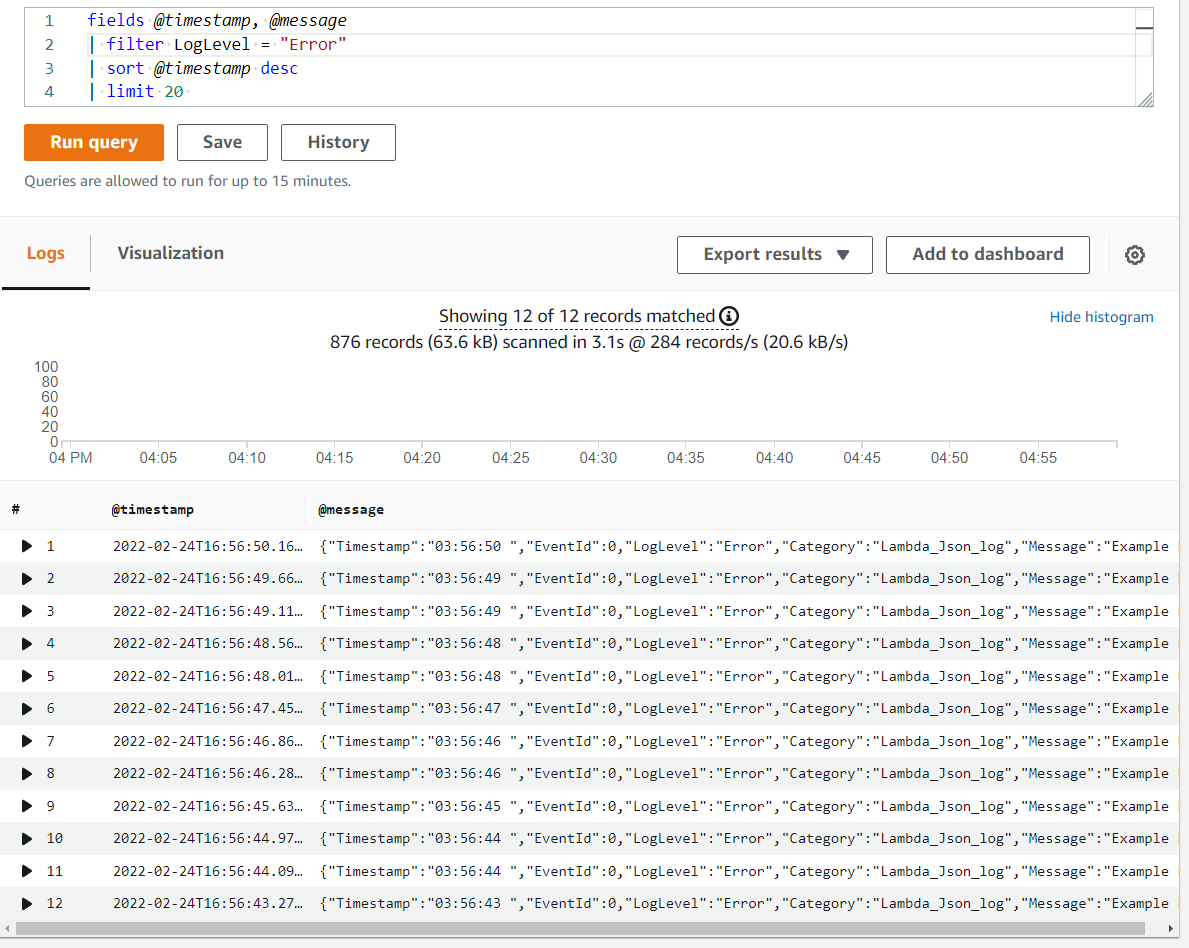 1 fields @timestamp, @message
2 | filter LogLevel = "Error"
3 | sort @timestamp desc
4 | limit 20
Run query Save History
Queries are allowed to run for up to 15 minutes.
Logs Visualization Export results Add to dashboard
Showing 12 of 12 records matched
Hide histogram
876 records (63.6 kB) scanned in 3.1s @ 284 records/s (20.6 kB/s)
100
80
60
40
20
0
04 PM 04:05 04:10 04:15 04:20 04:25 04:30 04:35 04:40 04:45 04:50 04:55
# @timestamp @message
1 2022-02-24T16:56:50.16… {"Timestamp":"03:56:50 ","EventId":0,"LogLevel":"Error","Category":"Lambda_Json_log","Message":"Example
2 2022-02-24T16:56:49.66… {"Timestamp":"03:56:49 ","EventId":0,"LogLevel":"Error","Category":"Lambda_Json_log","Message":"Example
3 2022-02-24T16:56:49.11… {"Timestamp":"03:56:49 ","EventId":0,"LogLevel":"Error","Category":"Lambda_Json_log","Message":"Example
4 2022-02-24T16:56:48.56… {"Timestamp":"03:56:48 ","EventId":0,"LogLevel":"Error","Category":"Lambda_Json_log","Message":"Example
5 2022-02-24T16:56:48.01… {"Timestamp":"03:56:48 ","EventId":0,"LogLevel":"Error","Category":"Lambda_Json_log","Message":"Example
6 2022-02-24T16:56:47.45… {"Timestamp":"03:56:47 ","EventId":0,"LogLevel":"Error","Category":"Lambda_Json_log","Message":"Example
7 2022-02-24T16:56:46.86… {"Timestamp":"03:56:46 ","EventId":0,"LogLevel":"Error","Category":"Lambda_Json_log","Message":"Example
8 2022-02-24T16:56:46.28… {"Timestamp":"03:56:46 ","EventId":0,"LogLevel":"Error","Category":"Lambda_Json_log","Message":"Example
9 2022-02-24T16:56:45.63… {"Timestamp":"03:56:45 ","EventId":0,"LogLevel":"Error","Category":"Lambda_Json_log","Message":"Example
10 2022-02-24T16:56:44.97… {"Timestamp":"03:56:44 ","EventId":0,"LogLevel":"Error","Category":"Lambda_Json_log","Message":"Example
11 2022-02-24T16:56:44.09… {"Timestamp":"03:56:44 ","EventId":0,"LogLevel":"Error","Category":"Lambda_Json_log","Message":"Example
12 2022-02-24T16:56:43.27… {"Timestamp":"03:56:43 ","EventId":0,"LogLevel":"Error","Category":"Lambda_Json_log","Message":"Example